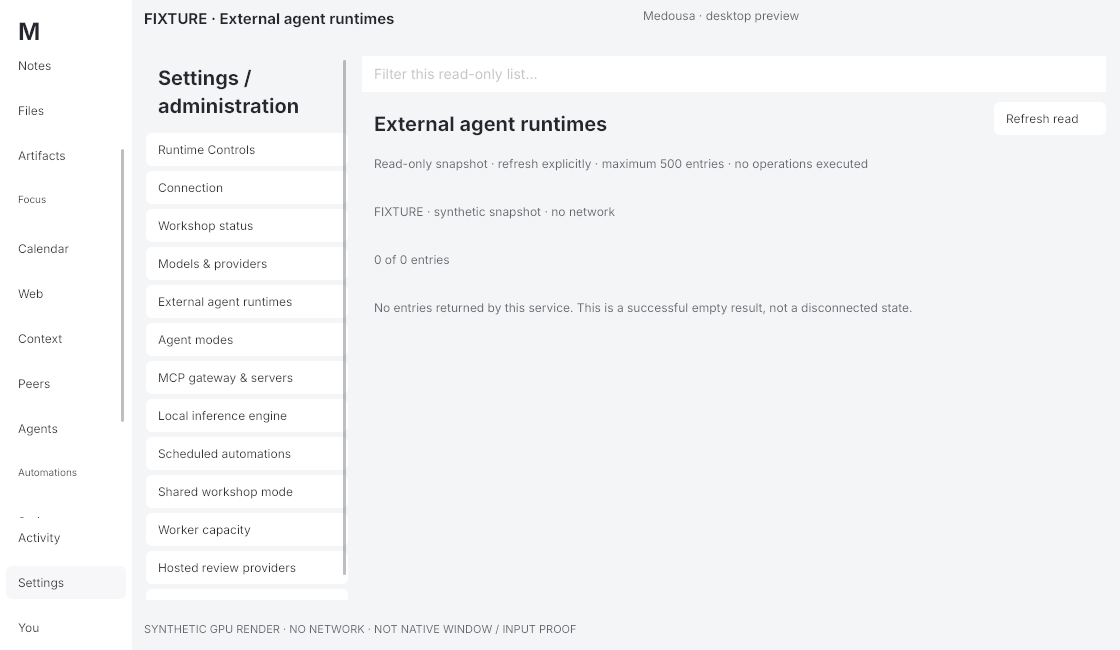 M
Notes
Files
Artifacts
Focus
Calendar
Web
Context
Peers
Agents
Automations
Activity
Settings
You
FIXTURE · External agent runtimes
Medousa · desktop preview
Settings /
administration
Runtime Controls
Connection
Workshop status
Models & providers
External agent runtimes
Agent modes
MCP gateway & servers
Local inference engine
Scheduled automations
Shared workshop mode
Worker capacity
Hosted review providers
Filter this read-only list...
External agent runtimes
Refresh read
Read-only snapshot · refresh explicitly · maximum 500 entries · no operations executed
FIXTURE · synthetic snapshot · no network
0 of 0 entries
No entries returned by this service. This is a successful empty result, not a disconnected state.
SYNTHETIC GPU RENDER · NO NETWORK · NOT NATIVE WINDOW / INPUT PROOF